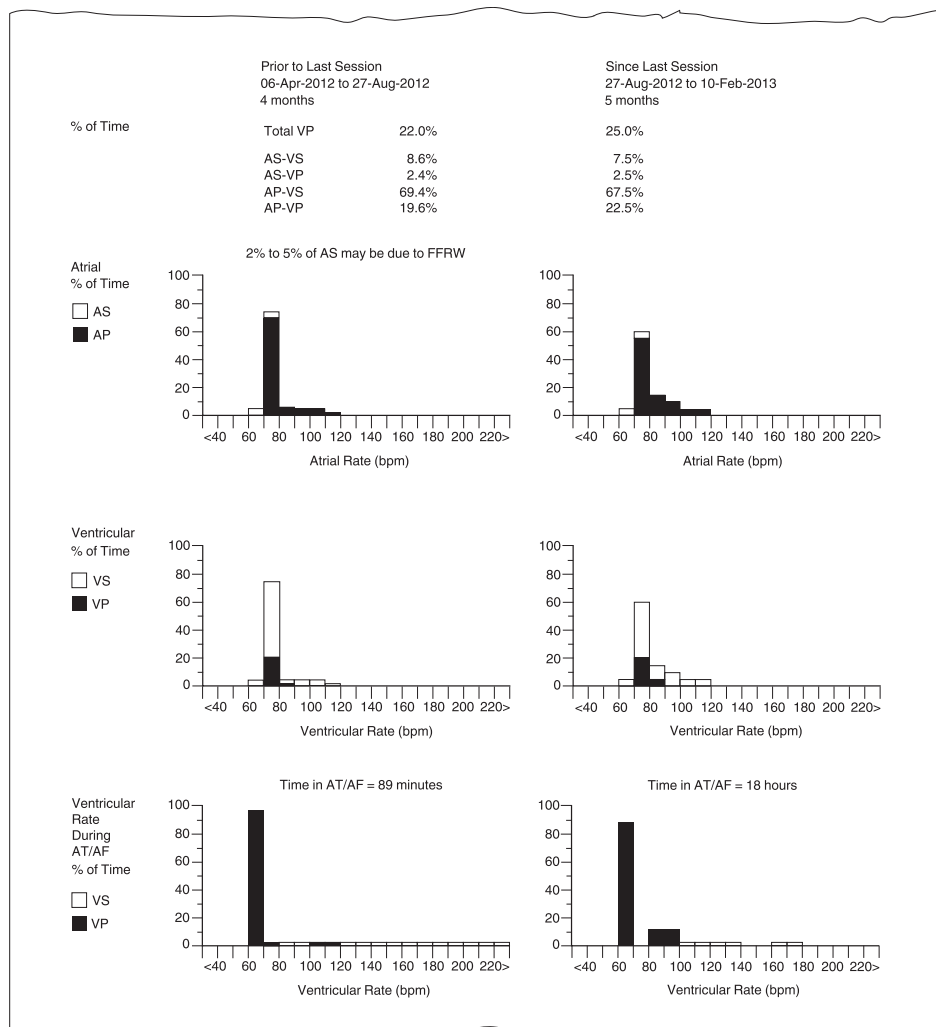 Prior to Last Session
06-Apr-2012 to 27-Aug-2012
4 months
Since Last Session
27-Aug-2012 to 10-Feb-2013
5 months
% of Time
Total VP 22.0% 25.0%
AS-VS 8.6% 7.5%
AS-VP 2.4% 2.5%
AP-VS 69.4% 67.5%
AP-VP 19.6% 22.5%
2% to 5% of AS may be due to FFRW
Atrial
% of Time
AS
AP
100
80
60
40
20
0
<40 60 80 100 120 140 160 180 200 220>
Atrial Rate (bpm)
100
80
60
40
20
0
<40 60 80 100 120 140 160 180 200 220>
Atrial Rate (bpm)
Ventricular
% of Time
VS
VP
100
80
60
40
20
0
<40 60 80 100 120 140 160 180 200 220>
Ventricular Rate (bpm)
100
80
60
40
20
0
<40 60 80 100 120 140 160 180 200 220>
Ventricular Rate (bpm)
Time in AT/AF = 89 minutes
Time in AT/AF = 18 hours
Ventricular
Rate
During
AT/AF
% of Time
VS
VP
100
80
60
40
20
0
<40 60 80 100 120 140 160 180 200 220>
Ventricular Rate (bpm)
100
80
60
40
20
0
<40 60 80 100 120 140 160 180 200 220>
Ventricular Rate (bpm)